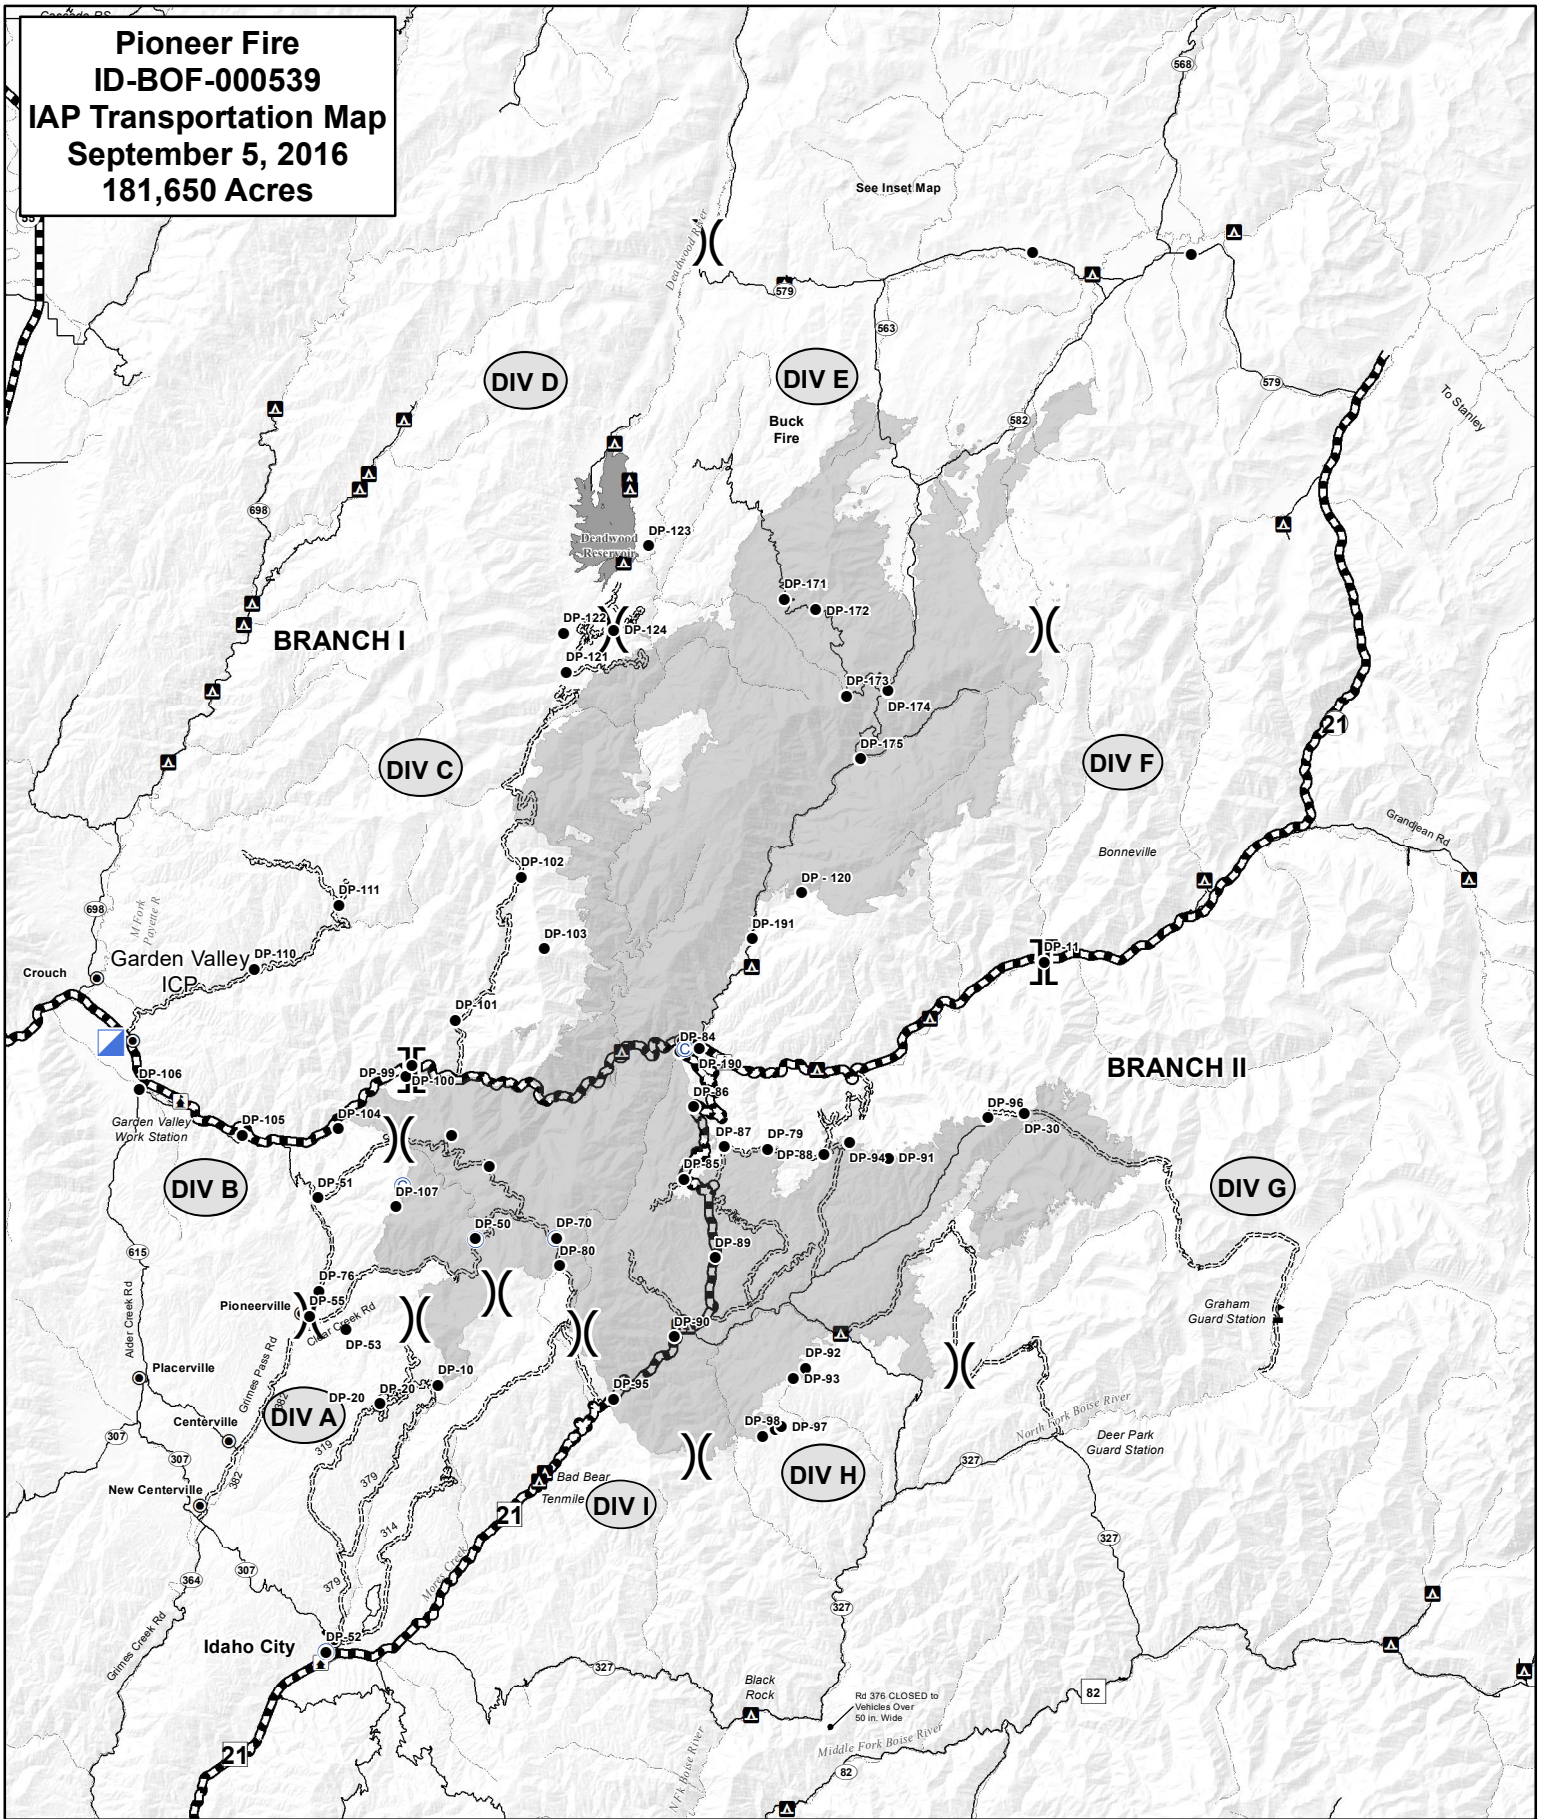 Cascade RS
Pioneer Fire
ID-BOF-000539
IAP Transportation Map
September 5, 2016
181,650 Acres
55
568
See Inset Map
Deadwood River
579
563
DIV D
DIV E
579
To Stanley
Buck
Fire
582
698
DP-123
Deadwood
Reservoir
DP-171
DP-172
DP-122
DP-124
BRANCH I
DP-121
DP-173
DP-174
21
DP-175
DIV C
DIV F
Grandjean Rd
Bonneville
DP-102
DP - 120
DP-111
698
M Fork
Payette R
DP-191
DP-103
DP-11
Garden Valley
ICP
DP-110
Crouch
DP-101
DP-84
C
DP-190
BRANCH II
DP-99
DP-100
DP-106
DP-86
DP-96
DP-30
Garden Valley
Work Station
DP-105
DP-104
DP-87
DP-79
DP-88
DP-94
DP-91
DP-85
DIV B
DP-51
C
DP-107
DIV G
DP-50
DP-70
615
DP-89
DP-80
DP-76
Pioneerville
DP-55
Clear Creek Rd
Graham
Guard Station
DP-53
Alder Creek Rd
Grimes Pass Rd
DP-90
Placerville
DP-92
DP-93
DP-10
DP-95
382
DP-20
DP-20
DIV A
North Fork Boise River
Centerville
DP-98
DP-97
Deer Park
Guard Station
307
319
307
327
382
379
DIV H
Bad Bear
New Centerville
Tenmile
DIV I
21
314
327
Mores Creek
307
364
379
327
Grimes Creek Rd
DP-52
Idaho City
327
Black
Rock
82
Rd 376 CLOSED to
Vehicles Over
50 in. Wide
N Fk Boise River
Middle Fork Boise River
21
82